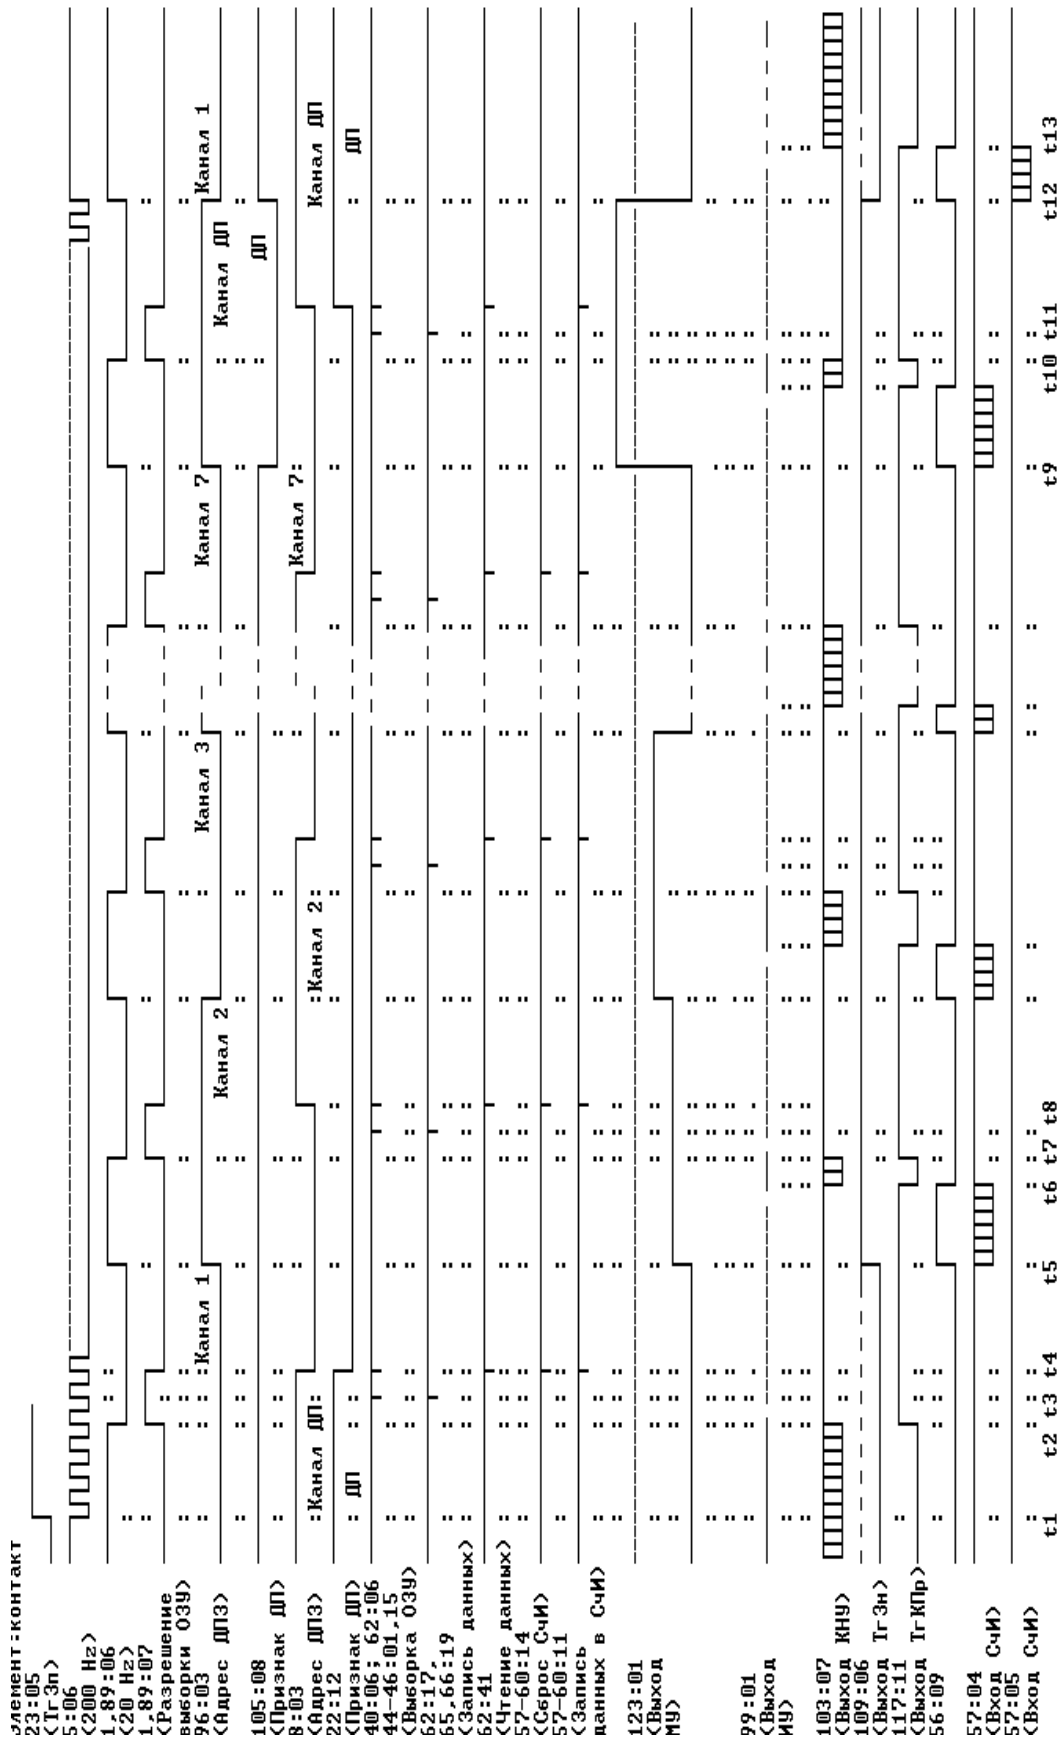 Элемент:контакт
23:05
<ТгЗп>
5:06
<200 Hz>
1,89:06
<20 Hz>
1,89:07
<Разрешение
выборки ОЗУ>
96:03
<Адрес ДПЗ>
105:08
<Признак ДП>
8:03
<Адрес ДПЗ>
22:12
<Признак ДП>
40:06; 62:06
44-46:01,15
<Выборка ОЗУ>
62:17,
65,66:19
<Запись данных>
62:41
<Чтение данных>
57-60:14
<Сброс СчИ>
57-60:11
<Запись
данных в СчИ>
123:01
<Выход
МУ>
99:01
<Выход
ИУ>
103:07
<Выход КНУ>
109:06
<Выход ТгЗн>
117:11
<Выход ТгКПр>
56:09
57:04
<Вход СчИ>
57:05
<Вход СчИ>
Канал 1
Канал 2
Канал 3
Канал 7
Канал ДП
Канал 1
ДП
Канал ДП
Канал 2
Канал 7
Канал ДП
ДП
ДП
t1 t2 t3 t4 t5 t6 t7 t8 t9 t10 t11 t12 t13